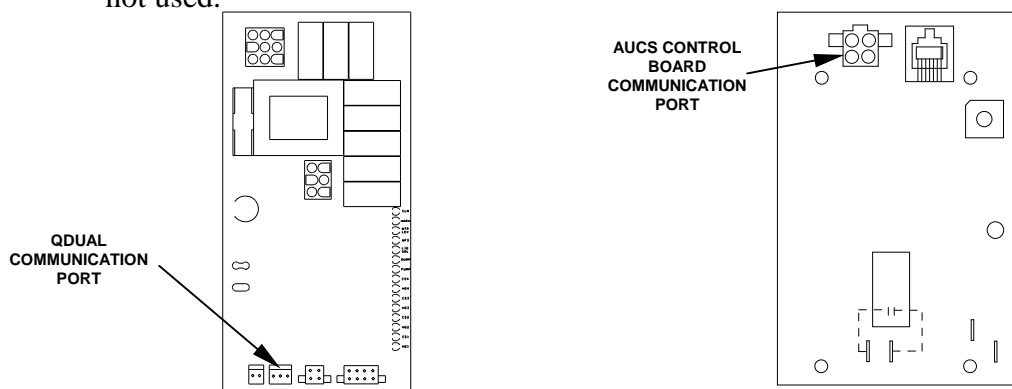 not used.
AUCS CONTROL
BOARD
COMMUNICATION
PORT
QDUAL
COMMUNICATION
PORT